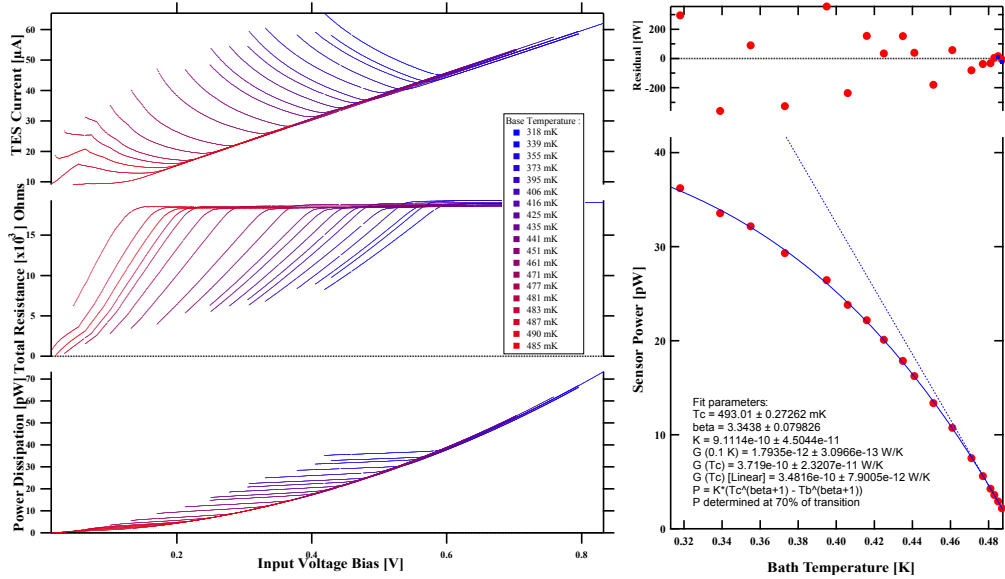 TES Current [µA]
60
50
40
30
20
10
Total Resistance [x10³] Ohms
15
10
5
0
Power Dissipation [pW]
70
60
50
40
30
20
10
0
0.2
0.4
0.6
0.8
Input Voltage Bias [V]
Base Temperature :
318 mK
339 mK
355 mK
373 mK
395 mK
406 mK
416 mK
425 mK
435 mK
441 mK
451 mK
461 mK
471 mK
477 mK
481 mK
483 mK
487 mK
490 mK
485 mK
Residual [fW]
200
0
-200
Sensor Power [pW]
40
30
20
10
0
Fit parameters:
Tc = 493.01 ± 0.27262 mK
beta = 3.3438 ± 0.079826
K = 9.1114e-10 ± 4.5044e-11
G (0.1 K) = 1.7935e-12 ± 3.0966e-13 W/K
G (Tc) = 3.719e-10 ± 2.3207e-11 W/K
G (Tc) [Linear] = 3.4816e-10 ± 7.9005e-12 W/K
P = K*(Tc^(beta+1) - Tb^(beta+1))
P determined at 70% of transition
0.32
0.34
0.36
0.38
0.40
0.42
0.44
0.46
0.48
Bath Temperature [K]